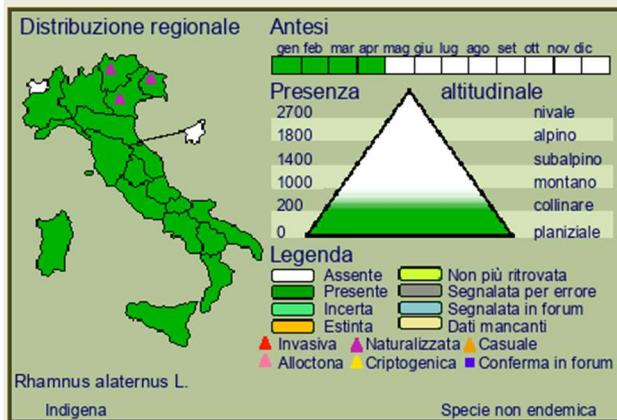 Distribuzione regionale
Antesi
gen feb mar apr mag giu lug ago set ott nov dic
Presenza altitudinale
2700 nivale
1800 alpino
1400 subalpino
1000 montano
200 collinare
0 planiziale
Legenda
Assente Non più ritrovata
Presente Segnalata per errore
Incerta Segnalata in forum
Estinta Dati mancanti
Invasiva Naturalizzata Casuale
Alloctona Criptogenica Conferma in forum
Rhamnus alaternus L.
Indigena Specie non endemica